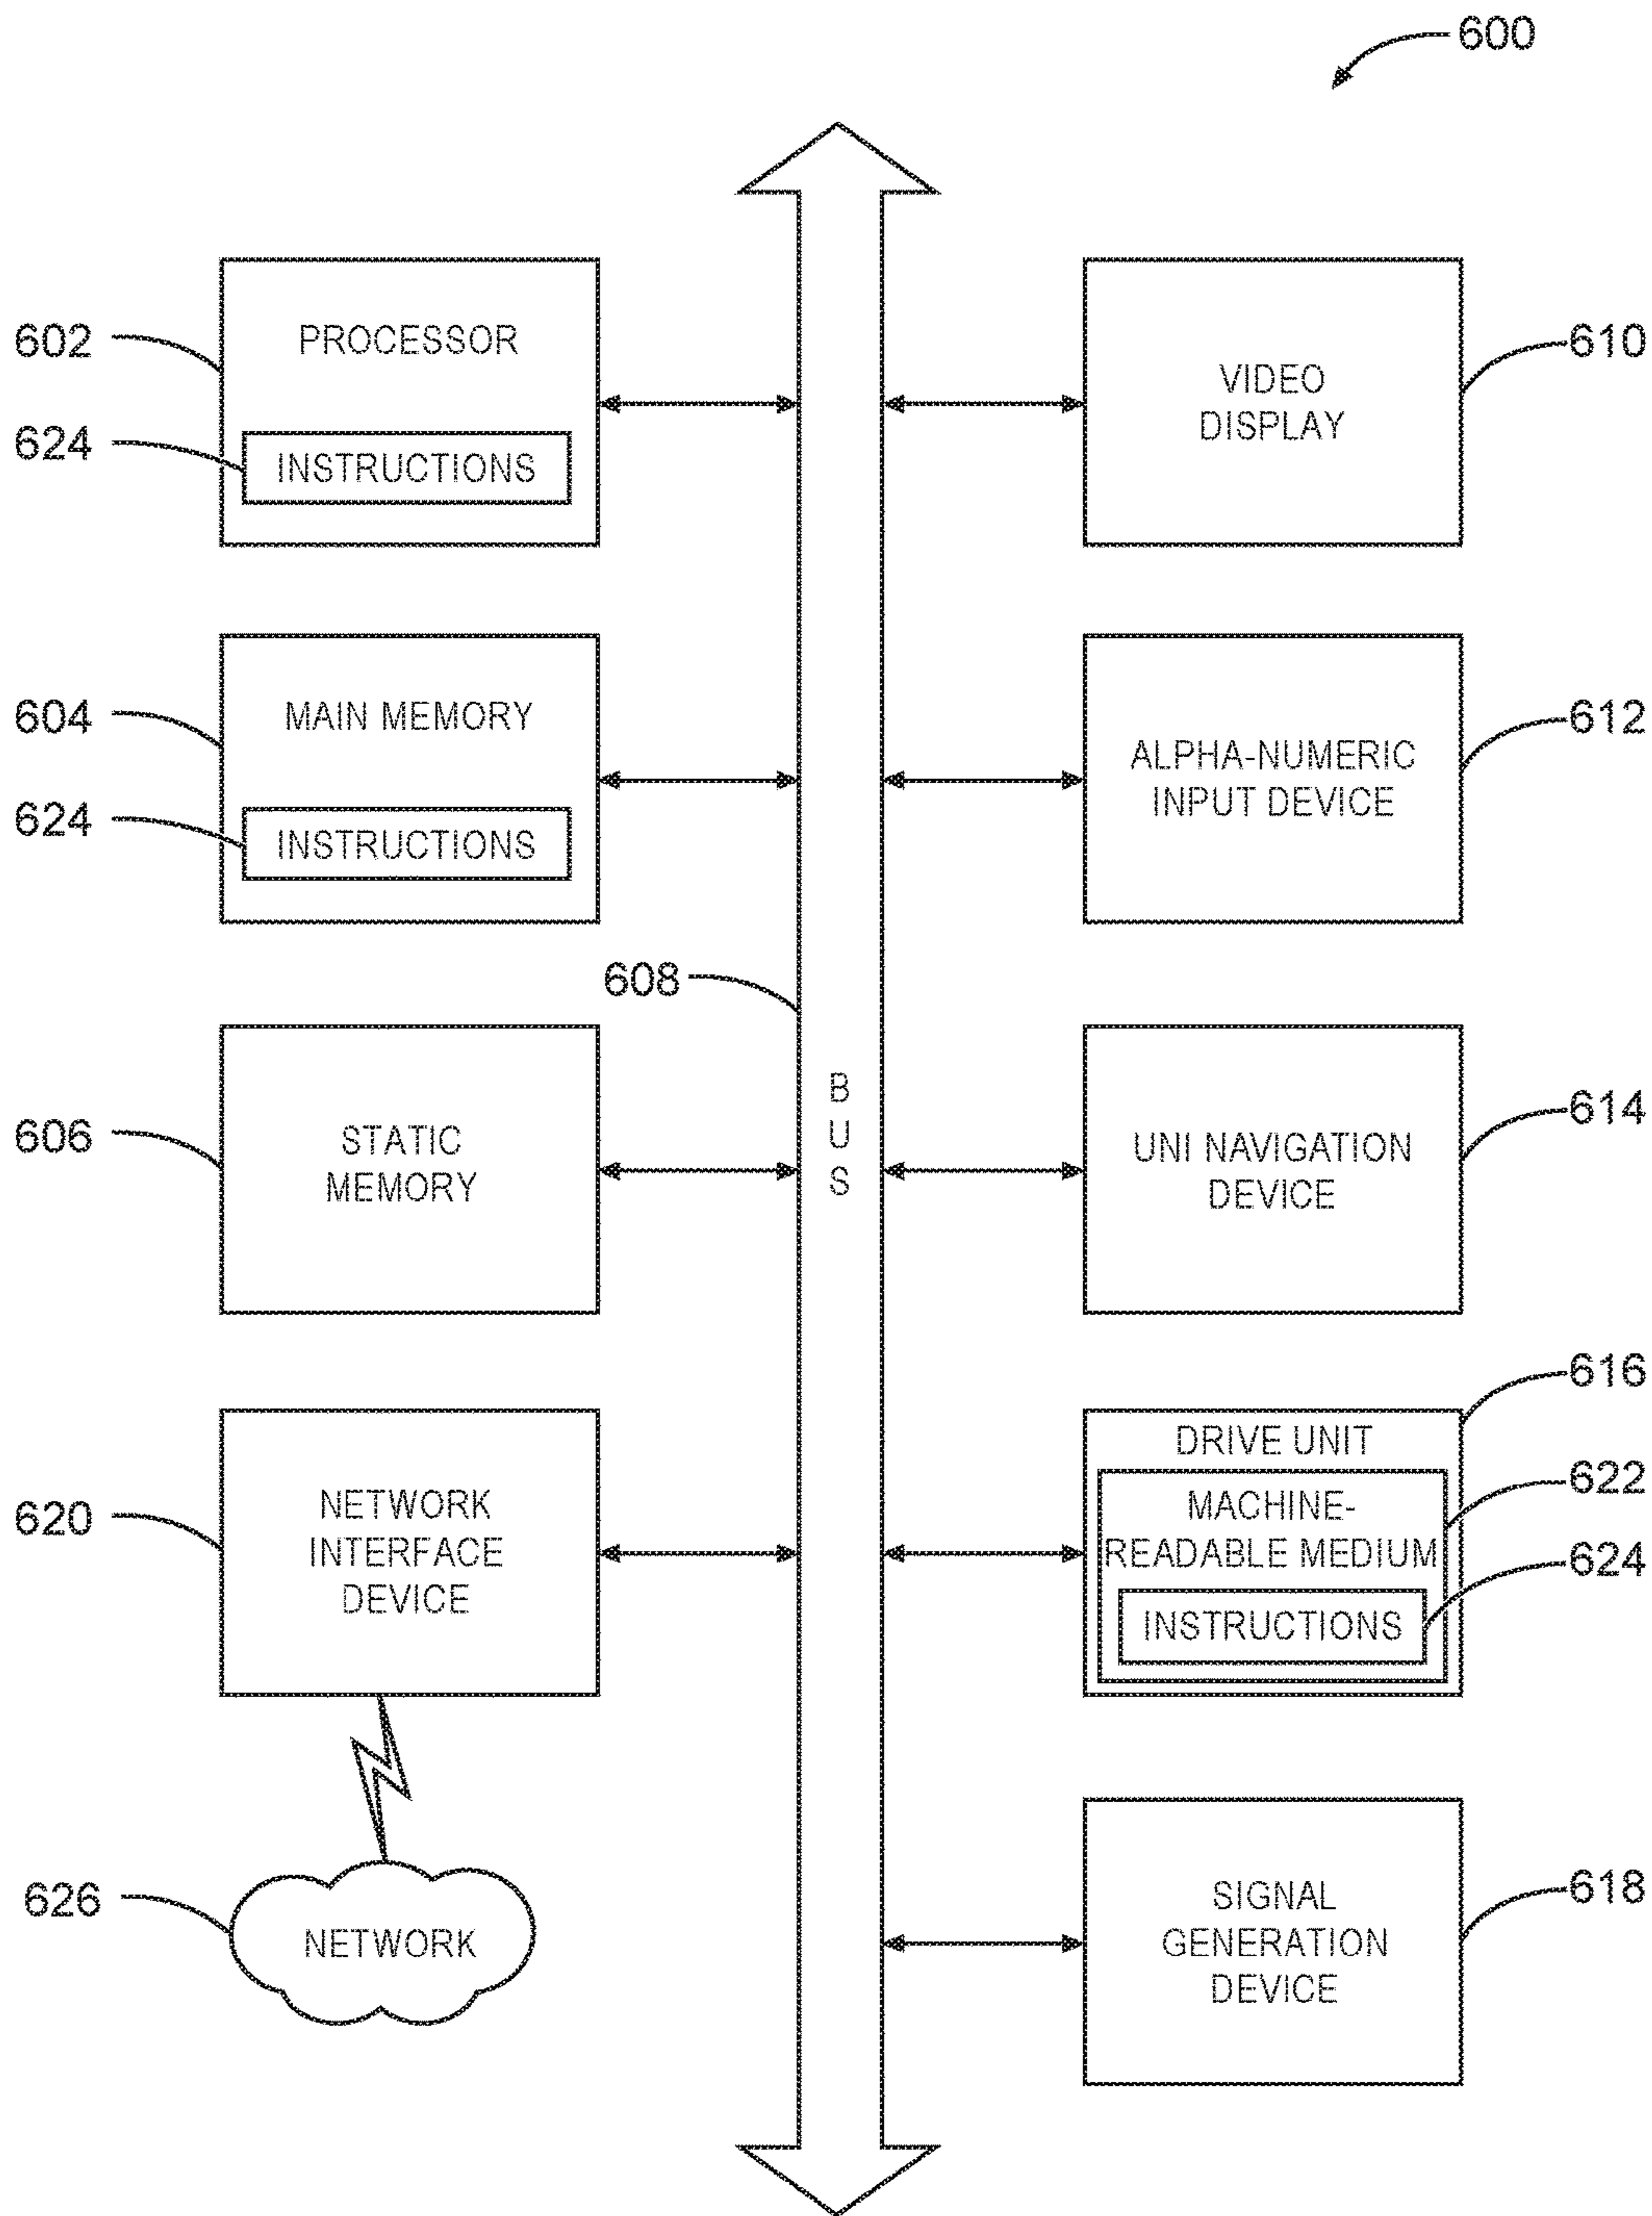 600
602
PROCESSOR
624
INSTRUCTIONS
604
MAIN MEMORY
624
INSTRUCTIONS
606
STATIC
MEMORY
620
NETWORK
INTERFACE
DEVICE
626
NETWORK
608
B
U
S
610
VIDEO
DISPLAY
612
ALPHA-NUMERIC
INPUT DEVICE
614
UNI NAVIGATION
DEVICE
616
DRIVE UNIT
622
MACHINE-
READABLE MEDIUM
624
INSTRUCTIONS
618
SIGNAL
GENERATION
DEVICE